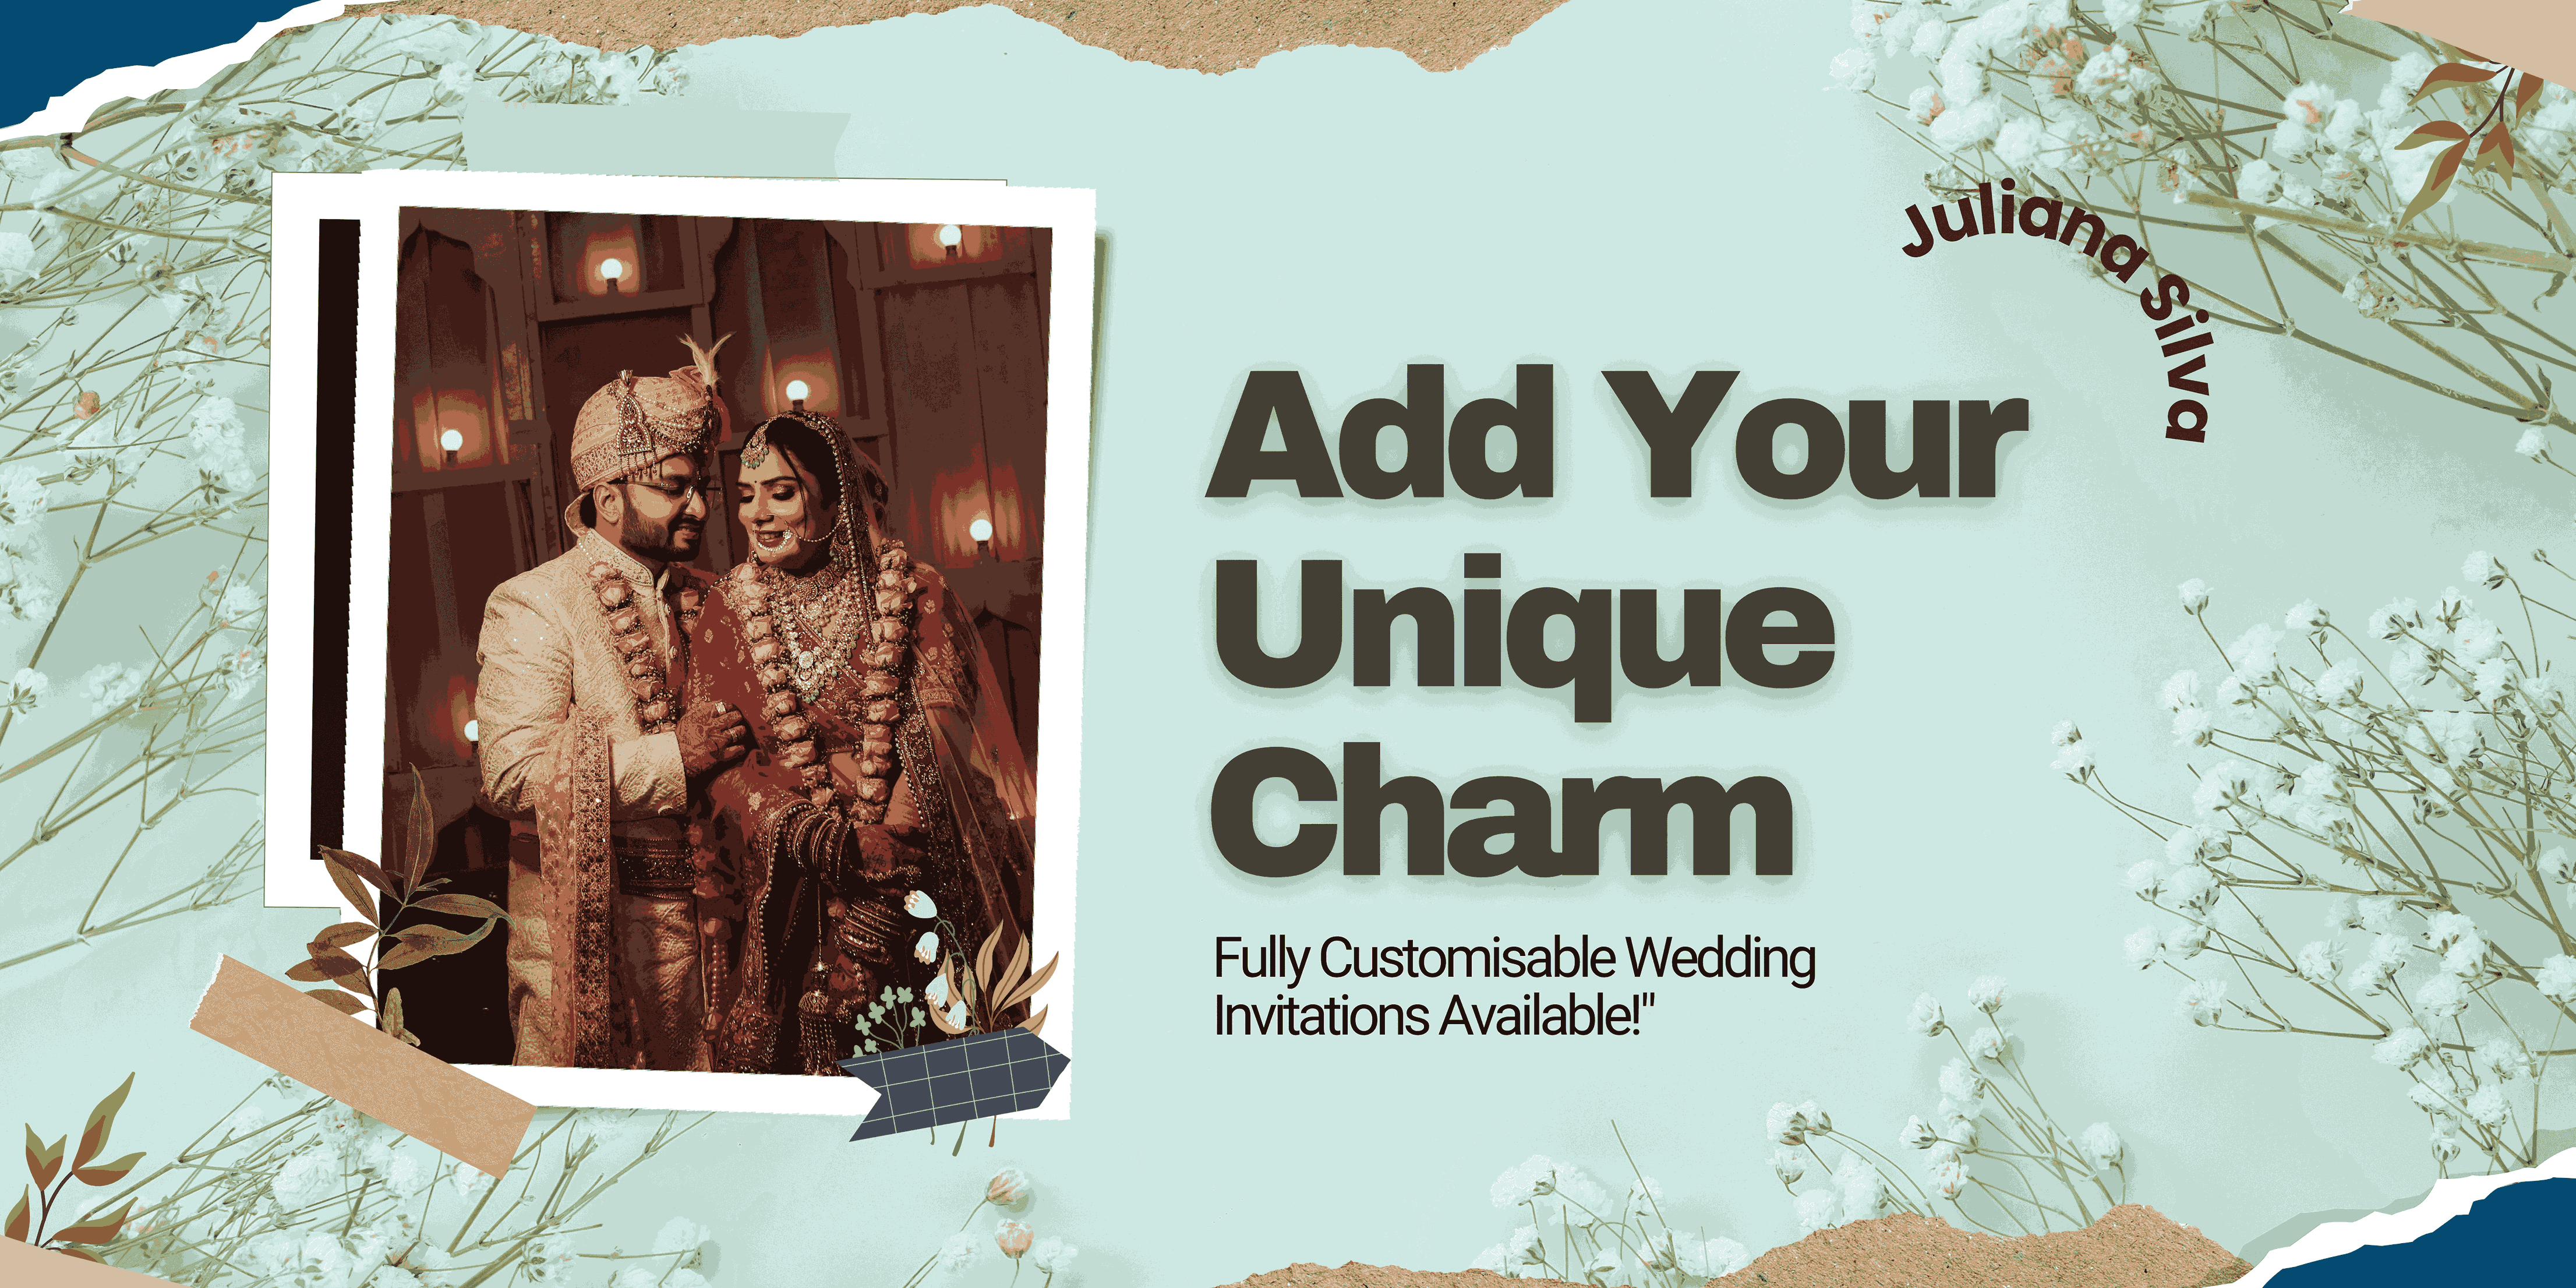 Juliana Silva
Add Your
Unique
Charm
Fully Customisable Wedding
Invitations Available!"